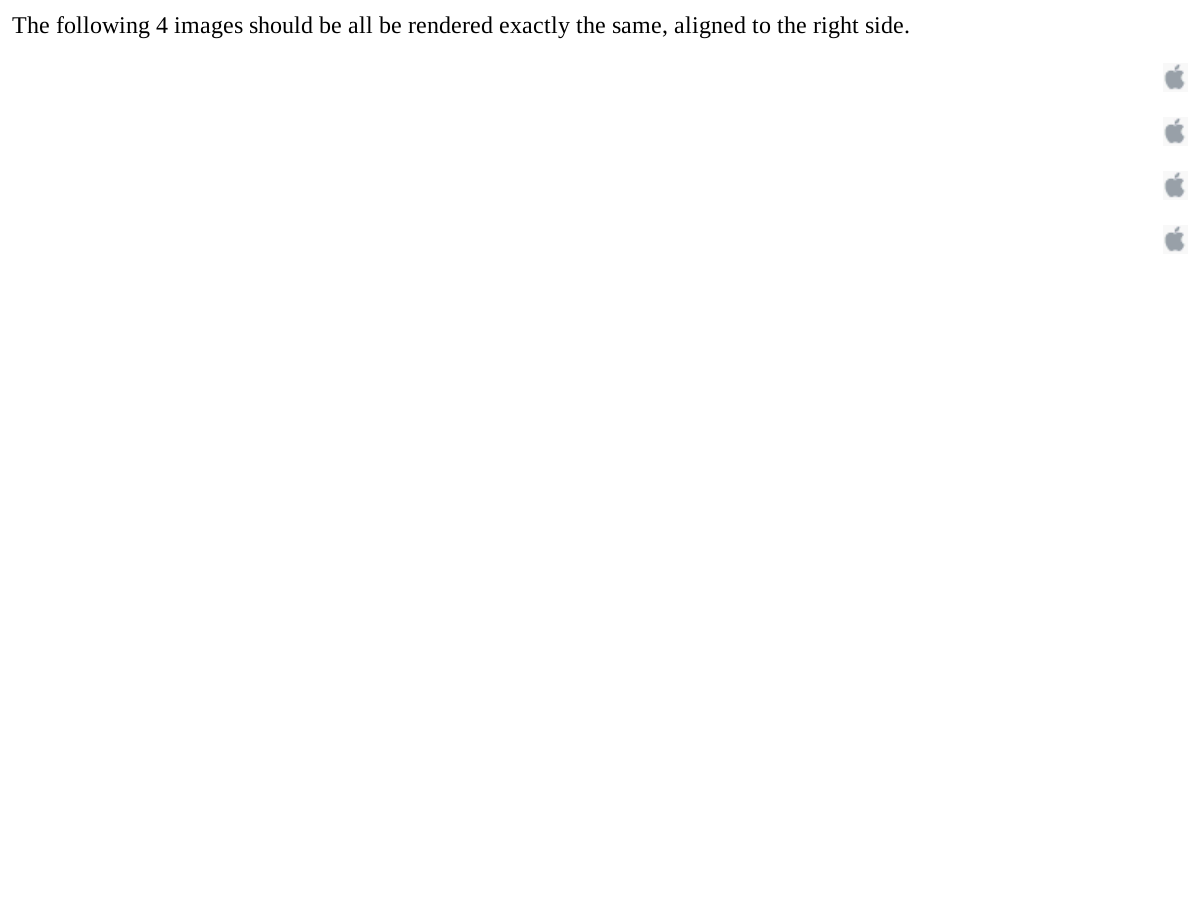 The following 4 images should be all be rendered exactly the same, aligned to the right side.